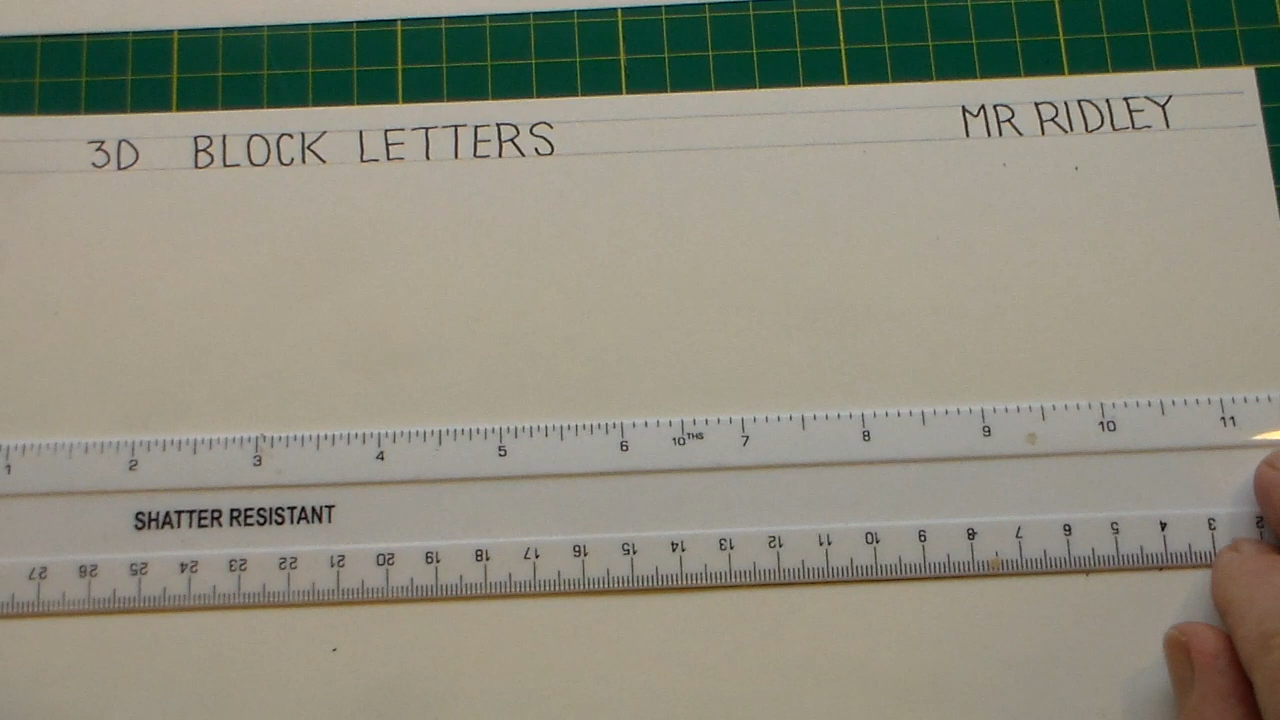 3D BLOCK LETTERS MR RIDLEY
1 2 3 4 5 6 10THS 7 8 9 10 11
SHATTER RESISTANT
27 26 25 24 23 22 21 20 19 18 17 16 15 14 13 12 11 10 9 8 7 6 5 4 3 2